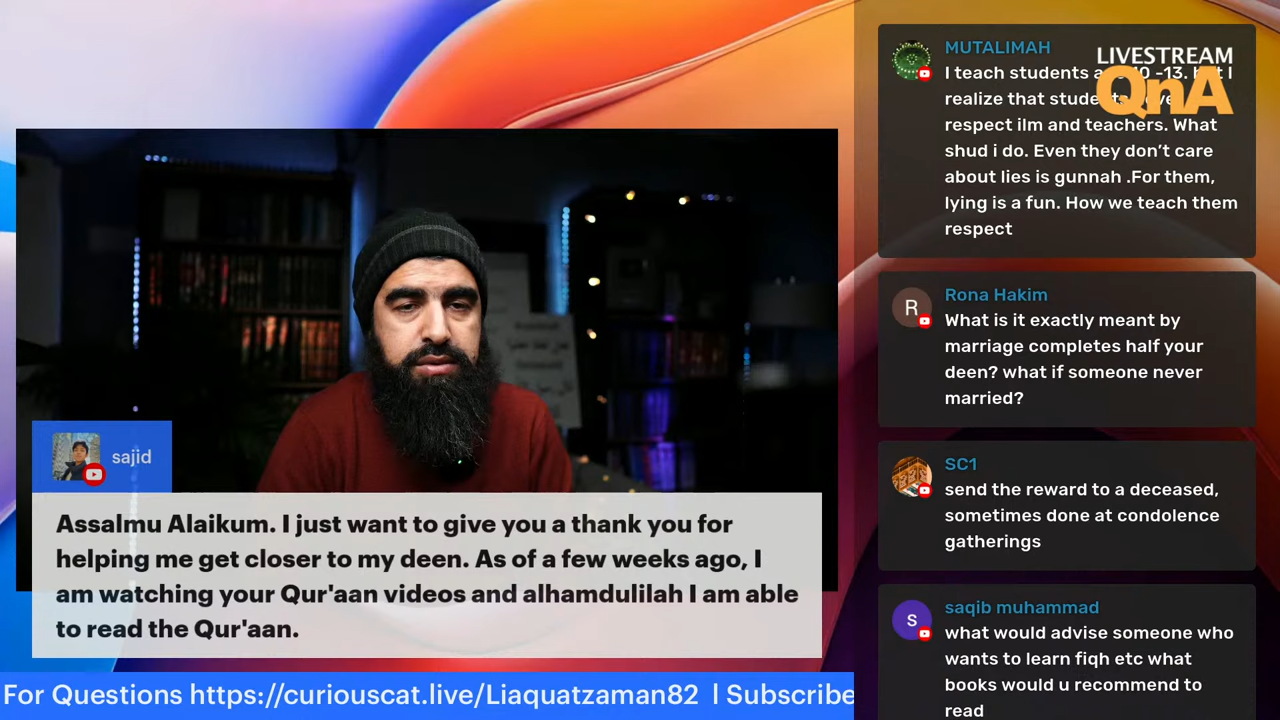 sajid
Assalmu Alaikum. I just want to give you a thank you for
helping me get closer to my deen. As of a few weeks ago, I
am watching your Qur'aan videos and alhamdulilah I am able
to read the Qur'aan.
For Questions https://curiouscat.live/Liaquatzaman82 | Subscribe
LIVESTREAM
QnA
MUTALIMAH
I teach students I
realize that
respect ilm and teachers. What
shud i do. Even they don’t care
about lies is gunnah .For them,
lying is a fun. How we teach them
respect
R
Rona Hakim
What is it exactly meant by
marriage completes half your
deen? what if someone never
married?
SC1
send the reward to a deceased,
sometimes done at condolence
gatherings
s
saqib muhammad
what would advise someone who
wants to learn fiqh etc what
books would u recommend to
read